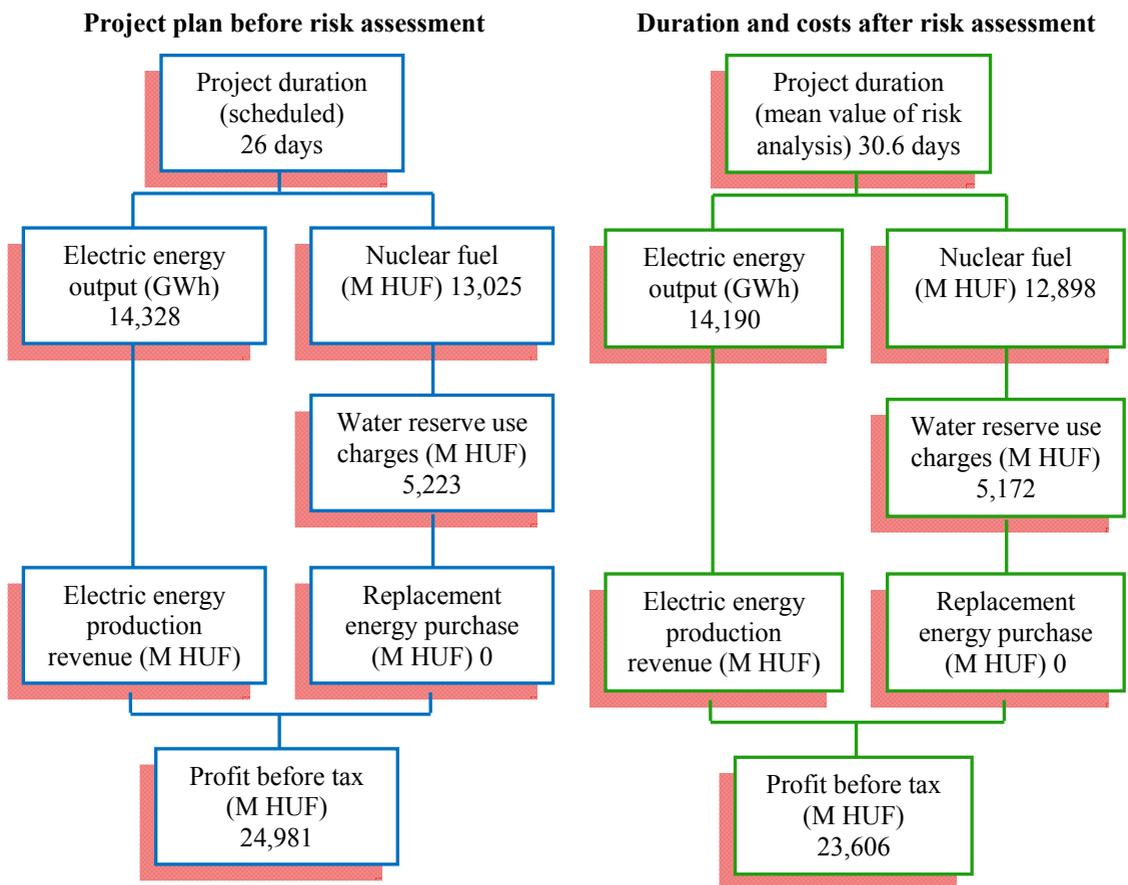 Project plan before risk assessment
Project duration
(scheduled)
26 days
Electric energy
output (GWh)
14,328
Nuclear fuel
(M HUF) 13,025
Water reserve use
charges (M HUF)
5,223
Electric energy
production
revenue (M HUF)
Replacement
energy purchase
(M HUF) 0
Profit before tax
(M HUF)
24,981
Duration and costs after risk assessment
Project duration
(mean value of risk
analysis) 30.6 days
Electric energy
output (GWh)
14,190
Nuclear fuel
(M HUF) 12,898
Water reserve use
charges (M HUF)
5,172
Electric energy
production
revenue (M HUF)
Replacement
energy purchase
(M HUF) 0
Profit before tax
(M HUF)
23,606